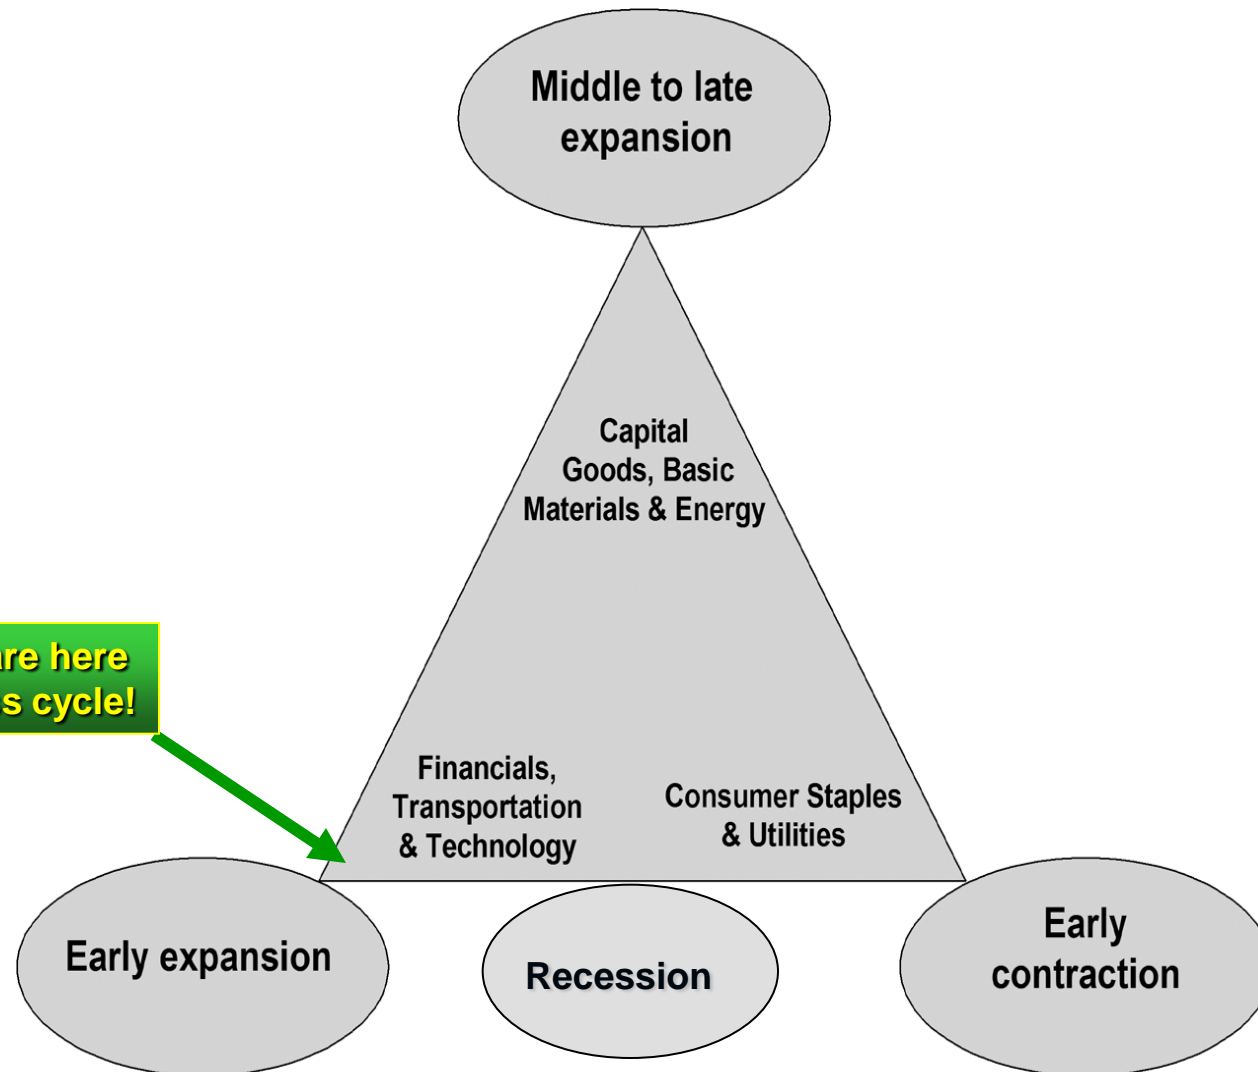 Middle to late
expansion
Capital
Goods, Basic
Materials & Energy
are here
cycle!
Financials,
Transportation
& Technology
Consumer Staples
& Utilities
Early expansion
Recession
Early
contraction